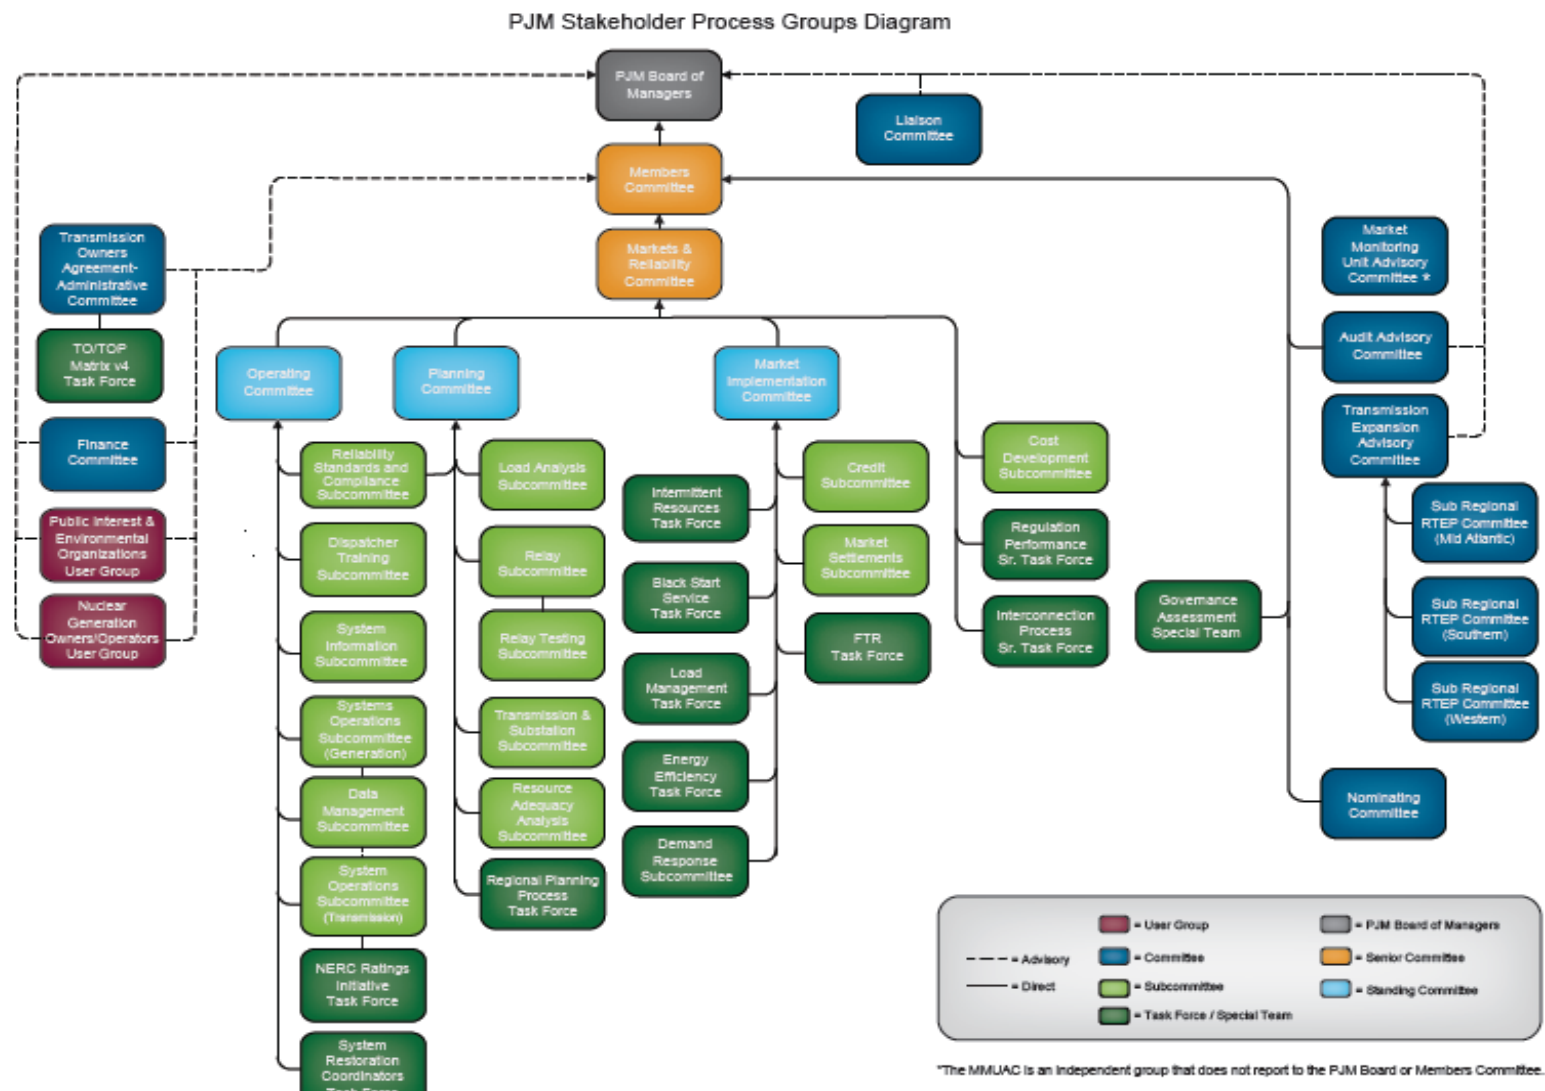 PJM Stakeholder Process Groups Diagram
PJM Board of
Managers
Liaison
Committee
Members
Committee
Markets &
Reliability
Committee
Transmission
Owners
Agreement-
Administrative
Committee
TO/TOP
Matrix v4
Task Force
Finance
Committee
Public Interest &
Environmental
Organizations
User Group
Nuclear
Generation
Owners/Operators
User Group
Operating
Committee
Planning
Committee
Market
Implementation
Committee
Reliability
Standards and
Compliance
Subcommittee
Dispatcher
Training
Subcommittee
System
Information
Subcommittee
Systems
Operations
Subcommittee
(Generation)
Data
Management
Subcommittee
System
Operations
Subcommittee
(Transmission)
NERC Ratings
Initiative
Task Force
System
Restoration
Coordinators
Load Analysis
Subcommittee
Relay
Subcommittee
Relay Testing
Subcommittee
Transmission &
Substation
Subcommittee
Resource
Adequacy
Analysis
Subcommittee
Regional Planning
Process
Task Force
Intermittent
Resources
Task Force
Black Start
Service
Task Force
Load
Management
Task Force
Energy
Efficiency
Task Force
Demand
Response
Subcommittee
Credit
Subcommittee
Market
Settlements
Subcommittee
FTR
Task Force
Cost
Development
Subcommittee
Regulation
Performance
Sr. Task Force
Interconnection
Process
Sr. Task Force
Governance
Assessment
Special Team
Market
Monitoring
Unit Advisory
Committee *
Audit Advisory
Committee
Transmission
Expansion
Advisory
Committee
Sub Regional
RTEP Committee
(Mid Atlantic)
Sub Regional
RTEP Committee
(Southern)
Sub Regional
RTEP Committee
(Western)
Nominating
Committee
= Advisory
= Direct
= User Group
= Committee
= Subcommittee
= Task Force / Special Team
= PJM Board of Managers
= Senior Committee
= Standing Committee
*The MMUAC is an independent group that does not report to the PJM Board or Members Committee.